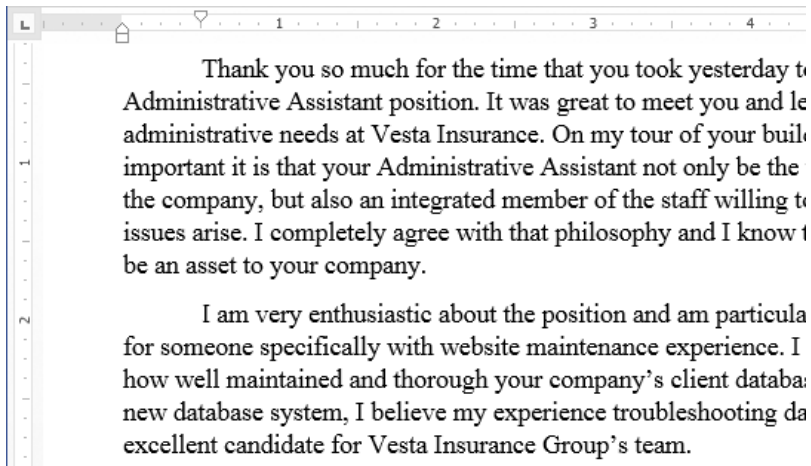 L 1 2 3 4
Thank you so much for the time that you took yesterday
Administrative Assistant position. It was great to meet you and
administrative needs at Vesta Insurance. On my tour of your
important it is that your Administrative Assistant not only be the
the company, but also an integrated member of the staff willing
issues arise. I completely agree with that philosophy and I know
be an asset to your company.
I am very enthusiastic about the position and am
for someone specifically with website maintenance experience. I
how well maintained and thorough your company’s client
new database system, I believe my experience troubleshooting
excellent candidate for Vesta Insurance Group’s team.
1
2